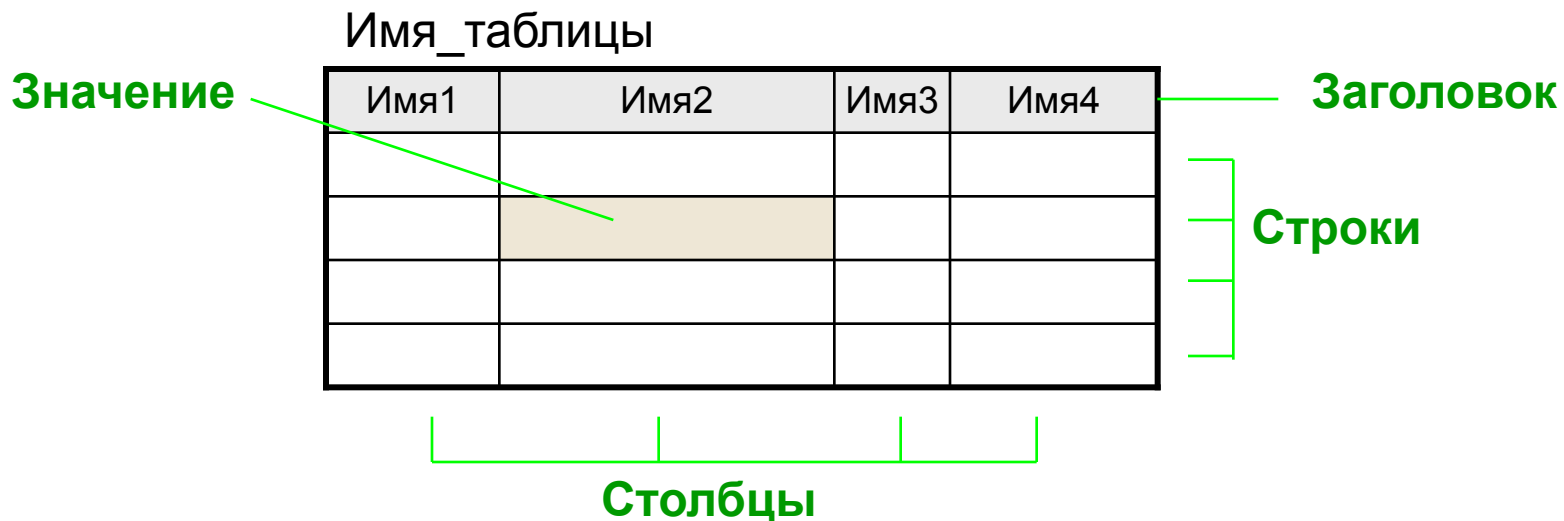 Имя_таблицы
Значение
Имя1 Имя2 Имя3 Имя4
Заголовок
Строки
Столбцы